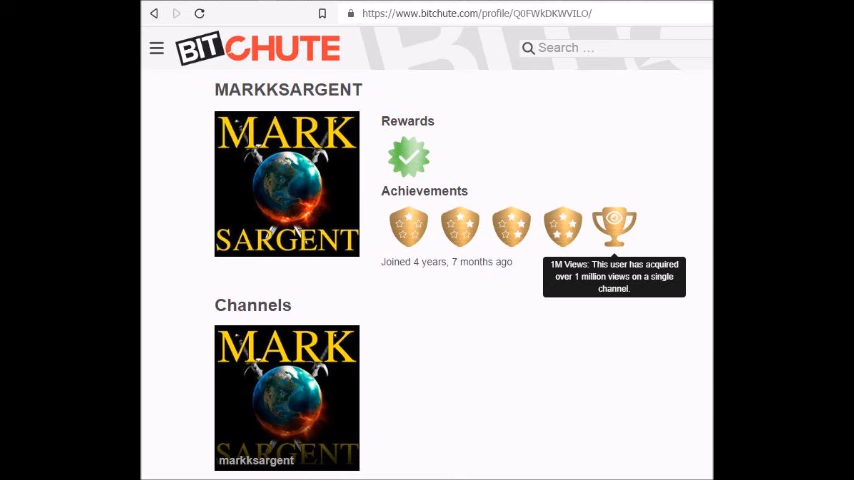 https://www.bitchute.com/profile/Q0FWkDKWVILO/
BITCHUTE
Search ...
MARKKSARGENT
MARK
SARGENT
Rewards
Achievements
Joined 4 years, 7 months ago
1M Views: This user has acquired
over 1 million views on a single
channel.
Channels
MARK
SARGENT
markksargent